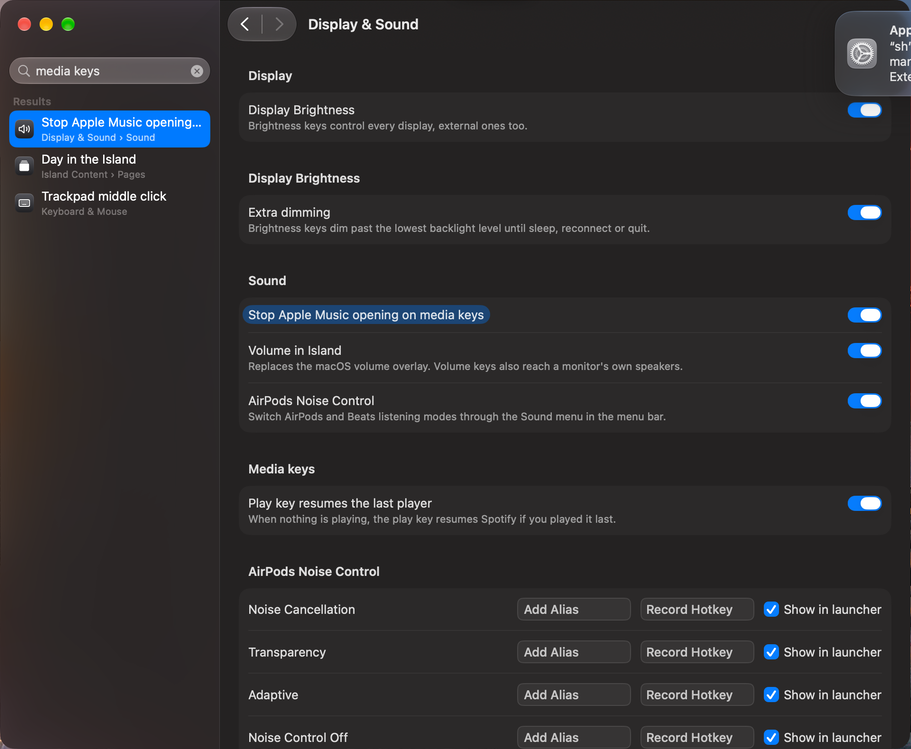 Display & Sound
media keys
Results
Stop Apple Music opening...
Display & Sound › Sound
Day in the Island
Island Content › Pages
Trackpad middle click
Keyboard & Mouse
Display
Display Brightness
Brightness keys control every display, external ones too.
Display Brightness
Extra dimming
Brightness keys dim past the lowest backlight level until sleep, reconnect or quit.
Sound
Stop Apple Music opening on media keys
Volume in Island
Replaces the macOS volume overlay. Volume keys also reach a monitor's own speakers.
AirPods Noise Control
Switch AirPods and Beats listening modes through the Sound menu in the menu bar.
Media keys
Play key resumes the last player
When nothing is playing, the play key resumes Spotify if you played it last.
AirPods Noise Control
Noise Cancellation Add Alias Record Hotkey Show in launcher
Transparency Add Alias Record Hotkey Show in launcher
Adaptive Add Alias Record Hotkey Show in launcher
Noise Control Off Add Alias Record Hotkey Show in launcher
App
“sh”